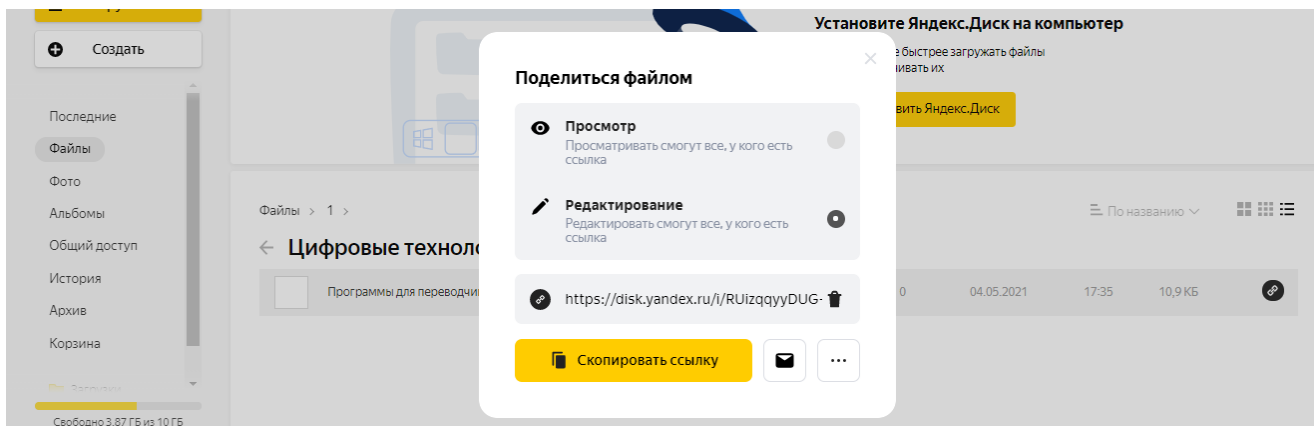 Установите Яндекс.Диск на компьютер
быстрее загружать файлы
их
Яндекс.Диск
Создать
Последние
Файлы
Фото
Альбомы
Общий доступ
История
Архив
Корзина
Загрузки
Свободно 3,87 ГБ из 10 ГБ
Файлы > 1 >
По названию
← Цифровые
Программы для
0 04.05.2021 17:35 10,9 КБ
Поделиться файлом
Просмотр
Просматривать смогут все, у кого есть
ссылка
Редактирование
Редактировать смогут все, у кого есть
ссылка
https://disk.yandex.ru/i/RUizqqyyDUG-
Скопировать ссылку